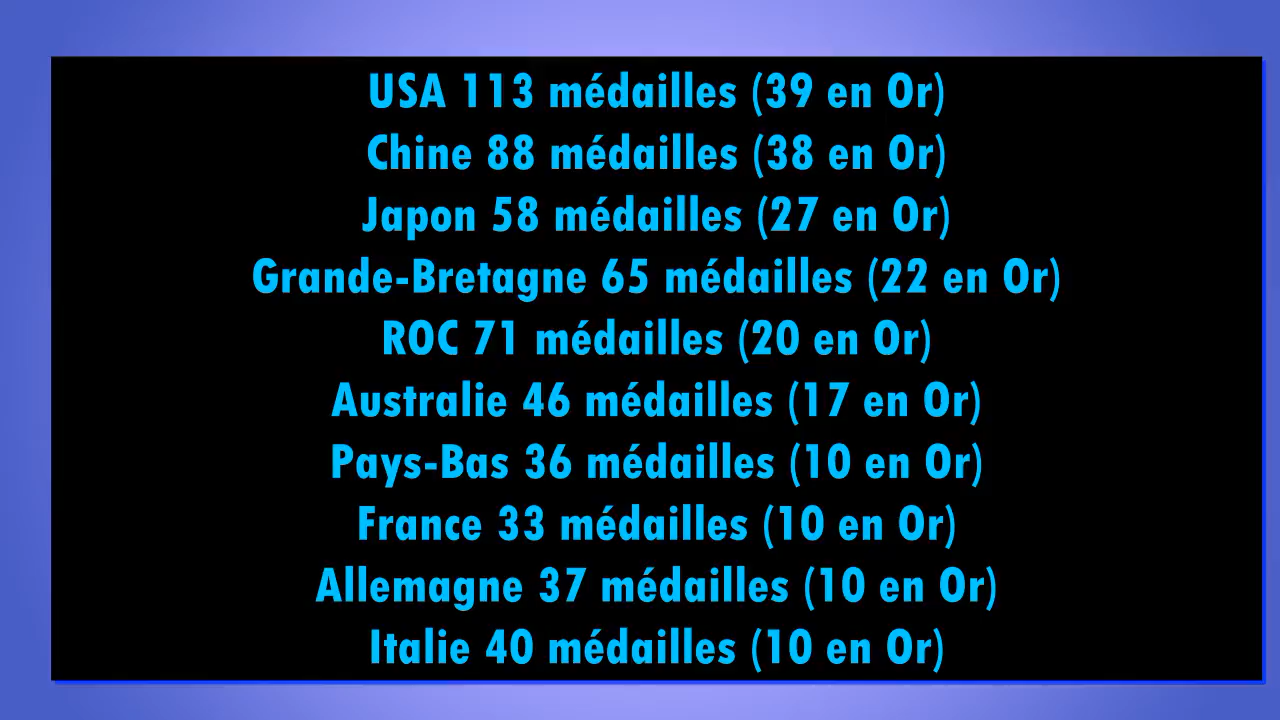 USA 113 médailles (39 en Or)
Chine 88 médailles (38 en Or)
Japon 58 médailles (27 en Or)
Grande-Bretagne 65 médailles (22 en Or)
ROC 71 médailles (20 en Or)
Australie 46 médailles (17 en Or)
Pays-Bas 36 médailles (10 en Or)
France 33 médailles (10 en Or)
Allemagne 37 médailles (10 en Or)
Italie 40 médailles (10 en Or)